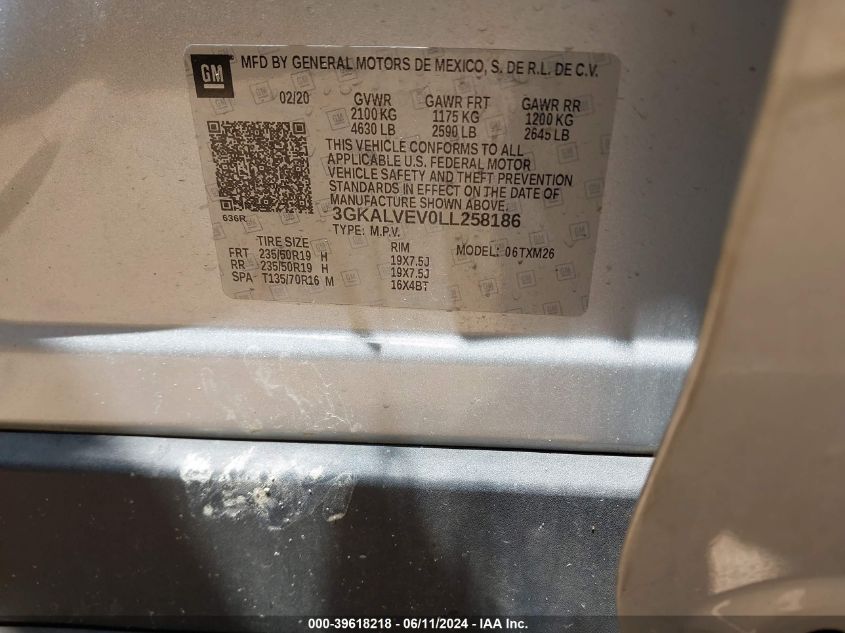 GM
MFD BY GENERAL MOTORS DE MEXICO, S. DE R.L. DE C.V.
02/20 GVWR GAWR FRT GAWR RR
2100 KG 1175 KG 1200 KG
4630 LB 2590 LB 2645 LB
THIS VEHICLE CONFORMS TO ALL
APPLICABLE U.S. FEDERAL MOTOR
VEHICLE SAFETY AND THEFT PREVENTION
STANDARDS IN EFFECT ON THE DATE OF
MANUFACTURE SHOWN ABOVE.
636R
3GKALVEV0LL258186
TYPE: M.P.V.
TIRE SIZE RIM MODEL: 06TXM26
FRT 235/50R19 H 19X7.5J
RR 235/50R19 H 19X7.5J
SPA T135/70R16 M 16X4BT
000-39618218 - 06/11/2024 - IAA Inc.